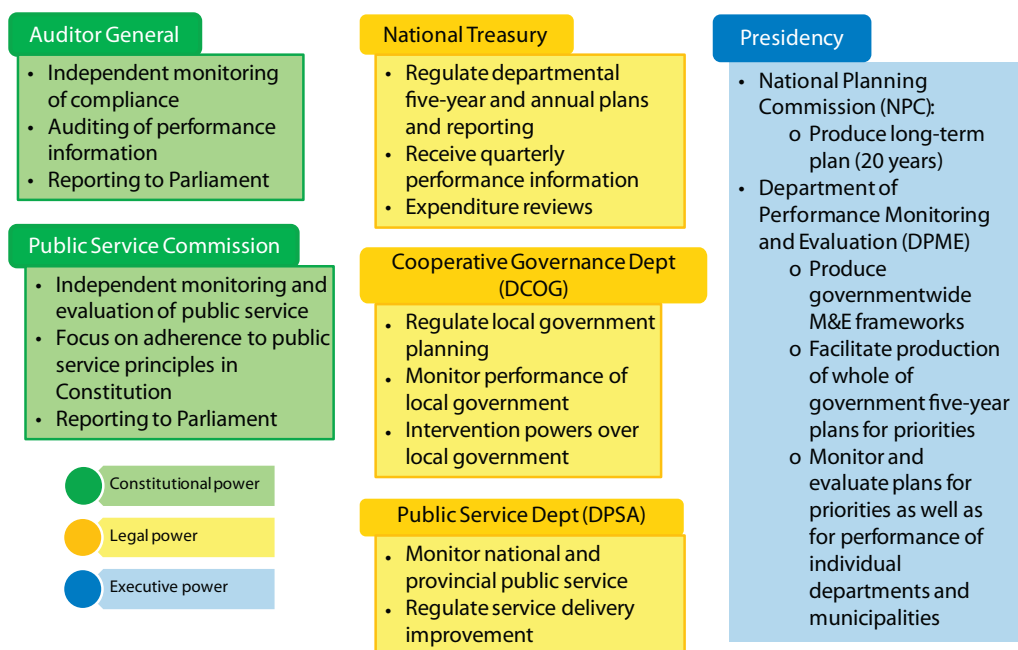 Auditor General
• Independent monitoring
of compliance
• Auditing of performance
information
• Reporting to Parliament
Public Service Commission
• Independent monitoring and
evaluation of public service
• Focus on adherence to public
service principles in
Constitution
• Reporting to Parliament
Constitutional power
Legal power
Executive power
National Treasury
• Regulate departmental
five-year and annual plans
and reporting
• Receive quarterly
performance information
• Expenditure reviews
Cooperative Governance Dept
(DCOG)
• Regulate local government
planning
• Monitor performance of
local government
• Intervention powers over
local government
Public Service Dept (DPSA)
• Monitor national and
provincial public service
• Regulate service delivery
improvement
Presidency
• National Planning
Commission (NPC):
o Produce long-term
plan (20 years)
• Department of
Performance Monitoring
and Evaluation (DPME)
o Produce
governmentwide
M&E frameworks
o Facilitate production
of whole of
government five-year
plans for priorities
o Monitor and
evaluate plans for
priorities as well as
for performance of
individual
departments and
municipalities